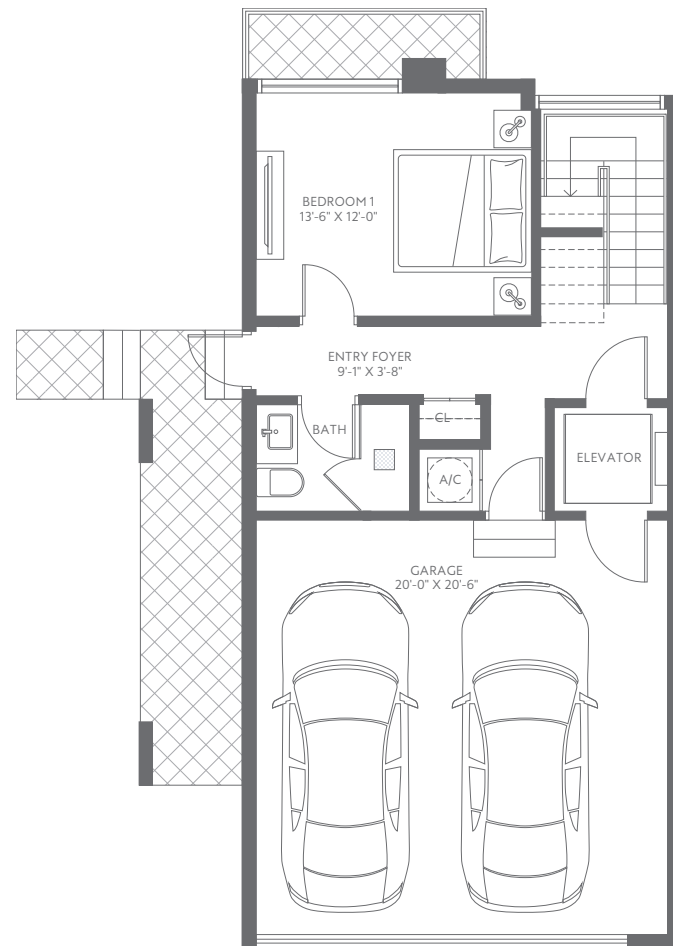 BEDROOM 1
13'-6" X 12'-0"
ENTRY FOYER
9'-1" X 3'-8"
BATH
CL
A/C
ELEVATOR
GARAGE
20'-0" X 20'-6"